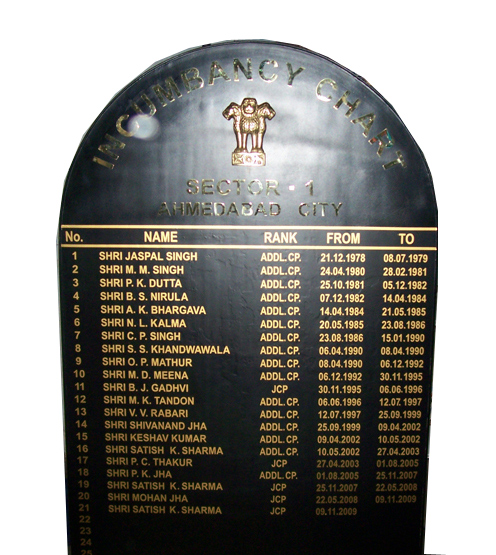 INCUMBANCY CHART
SECTOR - 1
AHMEDABAD CITY
No. NAME RANK FROM TO
1 SHRI JASPAL SINGH ADDL.CP. 21.12.1978 08.07.1979
2 SHRI M. M. SINGH ADDL.CP. 24.04.1980 28.02.1981
3 SHRI P. K. DUTTA ADDL.CP. 25.10.1981 05.12.1982
4 SHRI B. S. NIRULA ADDL.CP. 07.12.1982 14.04.1984
5 SHRI A. K. BHARGAVA ADDL.CP. 14.04.1984 21.05.1985
6 SHRI N. L. KALMA ADDL.CP. 20.05.1985 23.08.1986
7 SHRI C. P. SINGH ADDL.CP. 23.08.1986 15.01.1990
8 SHRI S. S. KHANDWAWALA ADDL.CP. 06.04.1990 08.04.1990
9 SHRI O. P. MATHUR ADDL.CP. 08.04.1990 06.12.1992
10 SHRI M. D. MEENA ADDL.CP. 06.12.1992 30.11.1995
11 SHRI B. J. GADHVI JCP 30.11.1995 06.06.1996
12 SHRI M. K. TANDON ADDL.CP. 06.06.1996 12.07.1997
13 SHRI V. V. RABARI ADDL.CP. 12.07.1997 25.09.1999
14 SHRI SHIVANAND JHA ADDL.CP. 25.09.1999 09.04.2002
15 SHRI KESHAV KUMAR ADDL.CP. 09.04.2002 10.05.2002
16 SHRI SATISH K. SHARMA ADDL.CP. 10.05.2002 27.04.2003
17 SHRI P. C. THAKUR JCP 27.04.2003 01.08.2005
18 SHRI P. K. JHA ADDL.CP. 01.08.2005 25.11.2007
19 SHRI SATISH K. SHARMA JCP 25.11.2007 22.05.2008
20 SHRI MOHAN JHA JCP 22.05.2008 09.11.2009
21 SHRI SATISH K. SHARMA JCP 09.11.2009
22
23
24
25